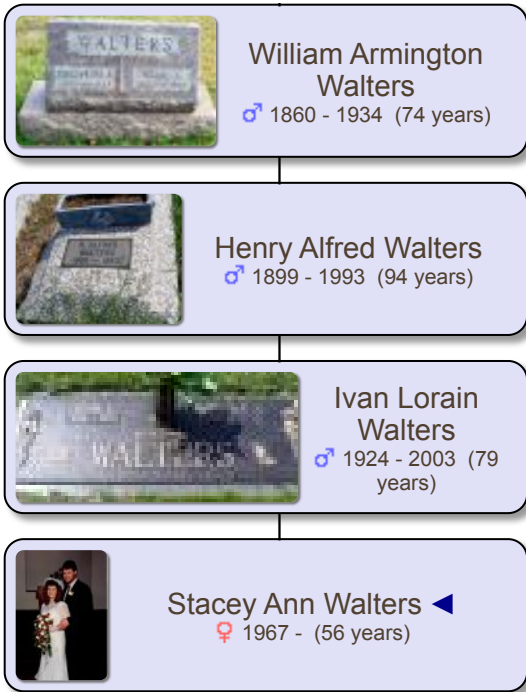 WALTERS
William Armington
Walters
♂ 1860 - 1934 (74 years)
Henry Alfred Walters
♂ 1899 - 1993 (94 years)
WALTERS
Ivan Lorain
Walters
♂ 1924 - 2003 (79
years)
Stacey Ann Walters ◄
♀ 1967 - (56 years)